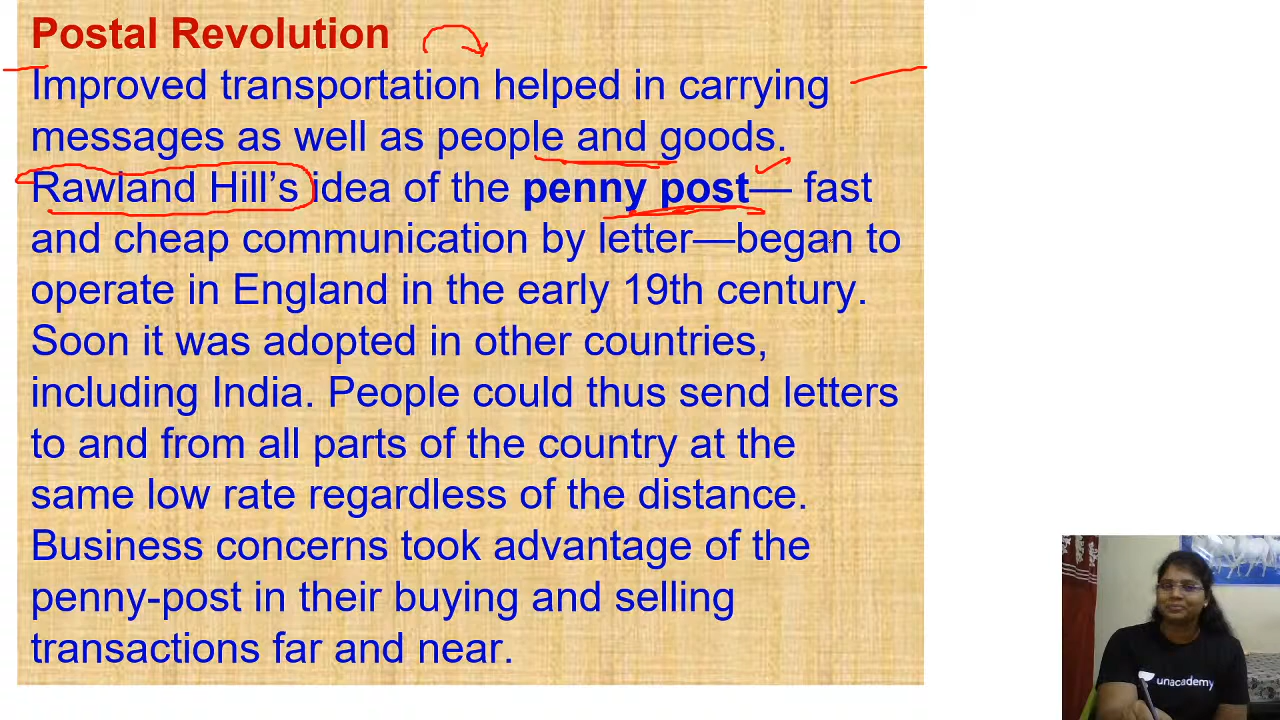 Postal Revolution
Improved transportation helped in carrying
messages as well as people and goods.
Rawland Hill’s idea of the penny post— fast
and cheap communication by letter—began to
operate in England in the early 19th century.
Soon it was adopted in other countries,
including India. People could thus send letters
to and from all parts of the country at the
same low rate regardless of the distance.
Business concerns took advantage of the
penny-post in their buying and selling
transactions far and near.
unacademy